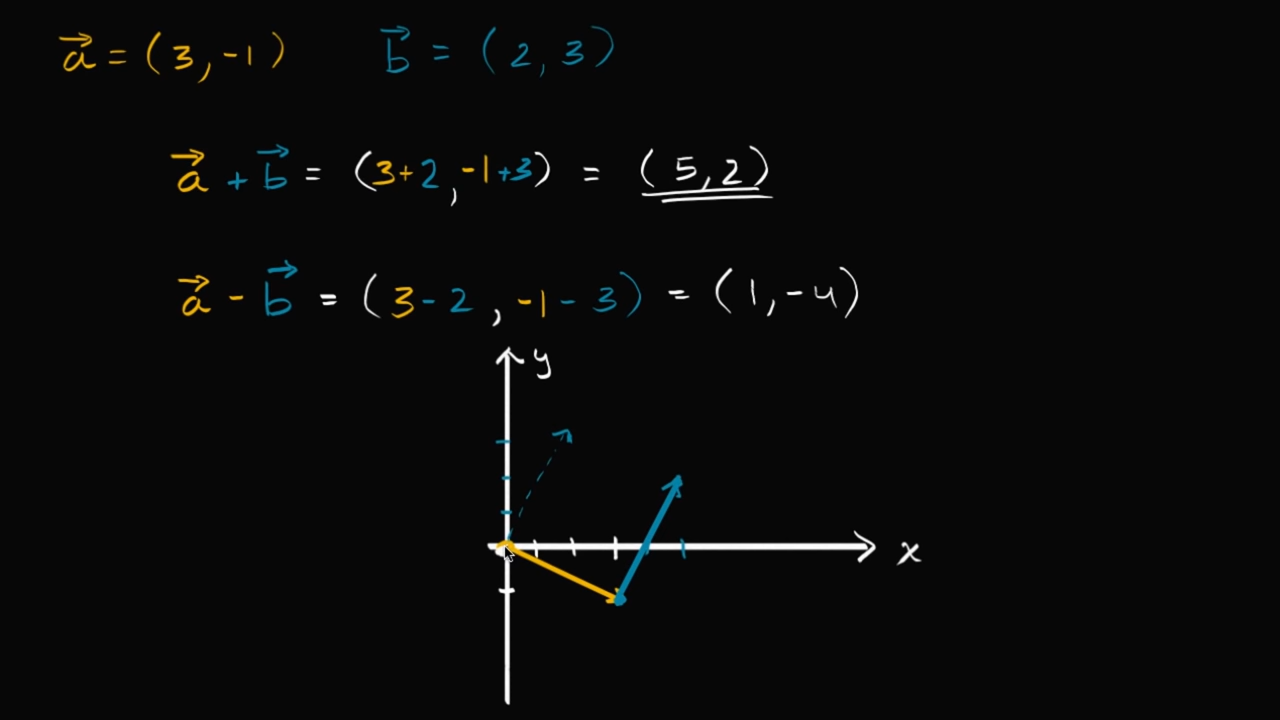 a⃗ = (3, -1) b⃗ = (2, 3)
a⃗ + b⃗ = (3+2, -1+3) = (5, 2)
a⃗ - b⃗ = (3-2, -1-3) = (1, -4)
y
x